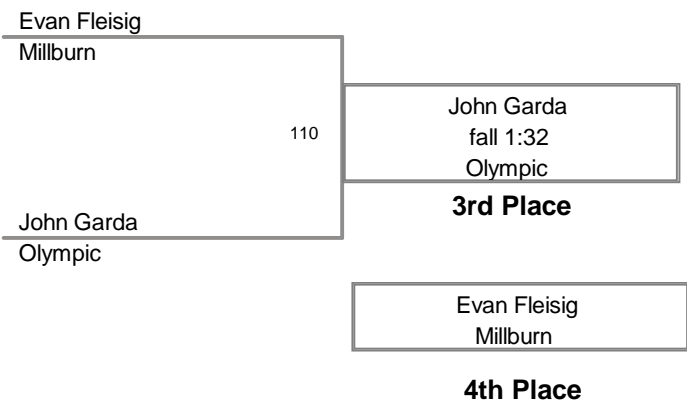 Evan Fleisig
Millburn
110
John Garda
fall 1:32
Olympic
3rd Place
John Garda
Olympic
Evan Fleisig
Millburn
4th Place